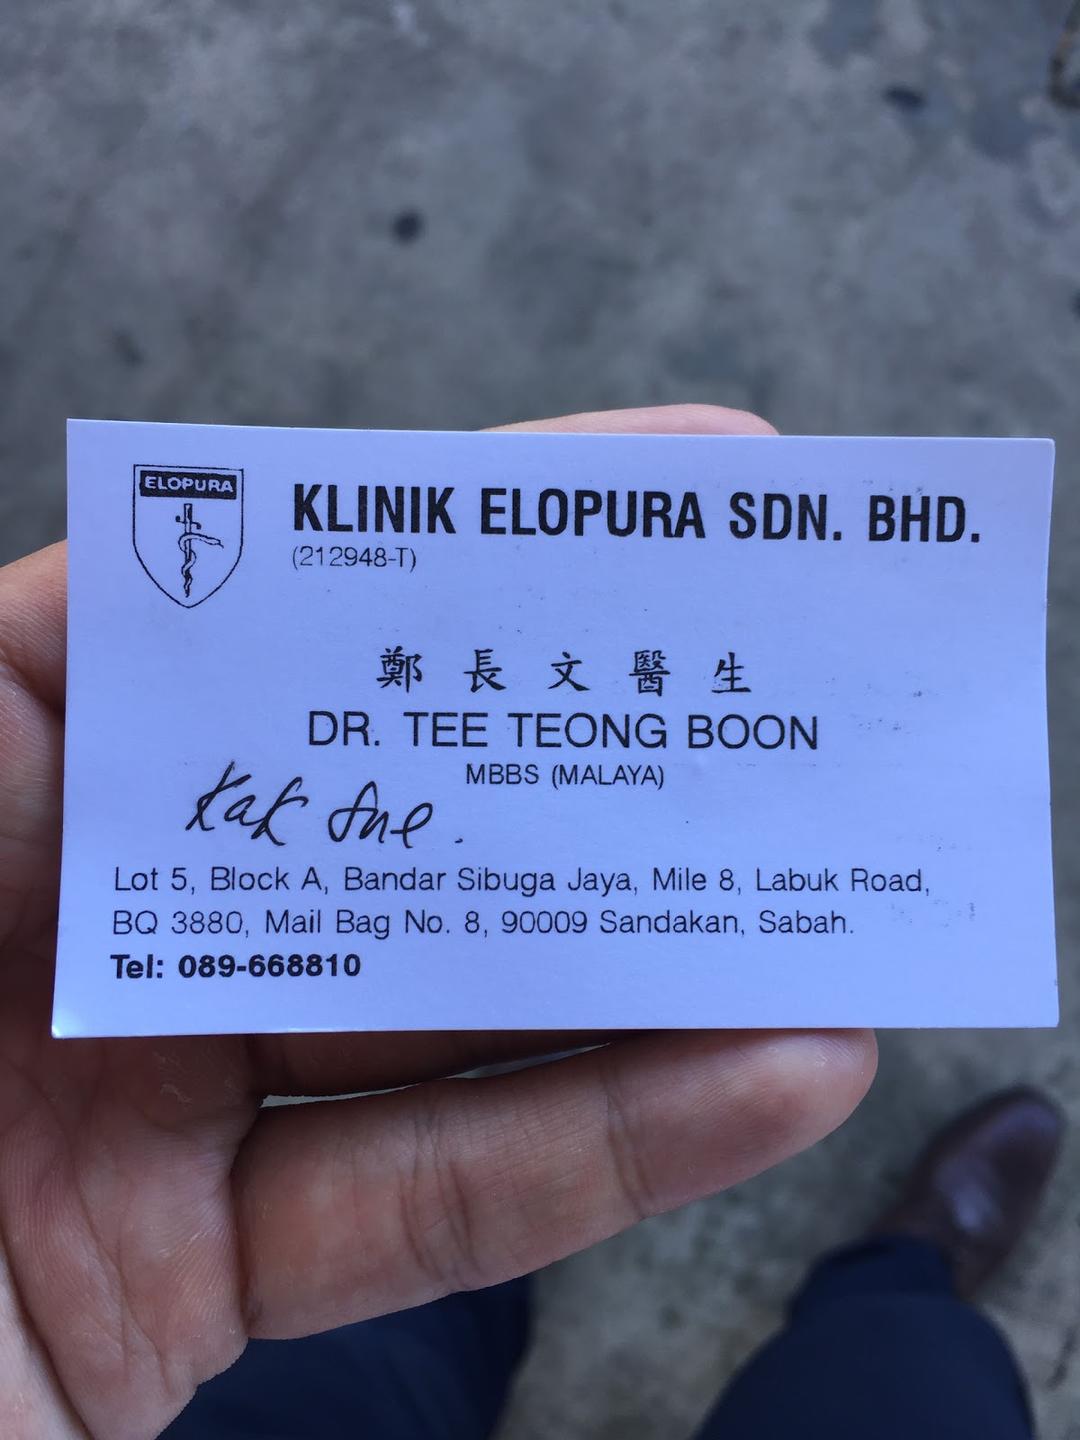 ELOPURA
KLINIK ELOPURA SDN. BHD.
(212948-T)
鄭長文醫生
DR. TEE TEONG BOON
MBBS (MALAYA)
Kak Sue.
Lot 5, Block A, Bandar Sibuga Jaya, Mile 8, Labuk Road,
BQ 3880, Mail Bag No. 8, 90009 Sandakan, Sabah.
Tel: 089-668810